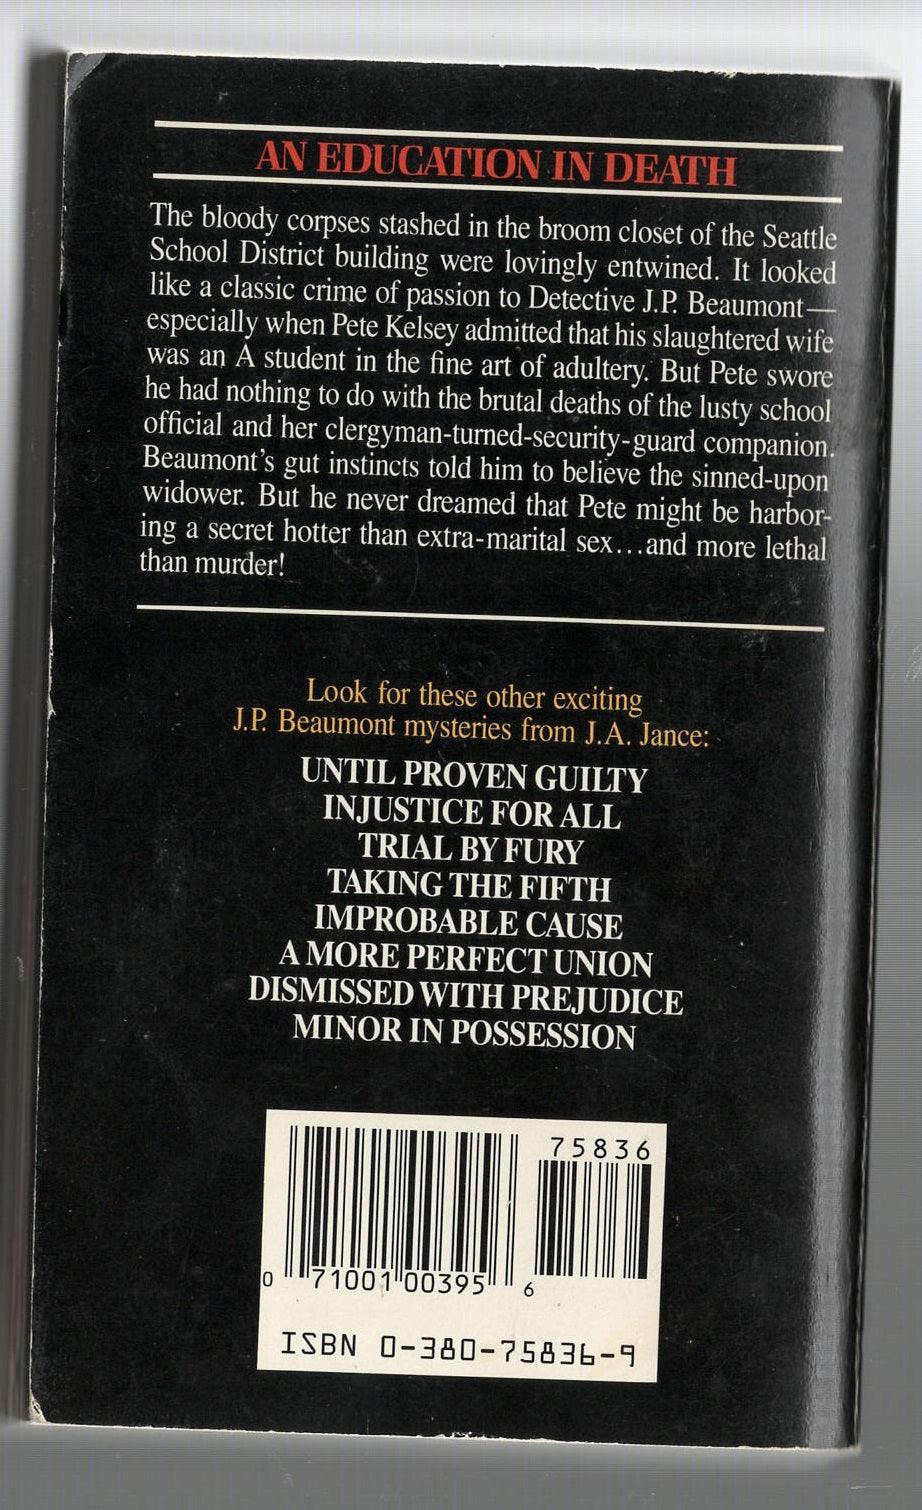 AN EDUCATION IN DEATH
The bloody corpses stashed in the broom closet of the Seattle
School District building were lovingly entwined. It looked
like a classic crime of passion to Detective J.P. Beaumont—
especially when Pete Kelsey admitted that his slaughtered wife
was an A student in the fine art of adultery. But Pete swore
he had nothing to do with the brutal deaths of the lusty school
official and her clergyman-turned-security-guard companion.
Beaumont's gut instincts told him to believe the sinned-upon
widower. But he never dreamed that Pete might be harbor-
ing a secret hotter than extra-marital sex...and more lethal
than murder!
Look for these other exciting
J.P. Beaumont mysteries from J.A. Jance:
UNTIL PROVEN GUILTY
INJUSTICE FOR ALL
TRIAL BY FURY
TAKING THE FIFTH
IMPROBABLE CAUSE
A MORE PERFECT UNION
DISMISSED WITH PREJUDICE
MINOR IN POSSESSION
75836
0 71001 00395 6
ISBN 0-380-75836-9